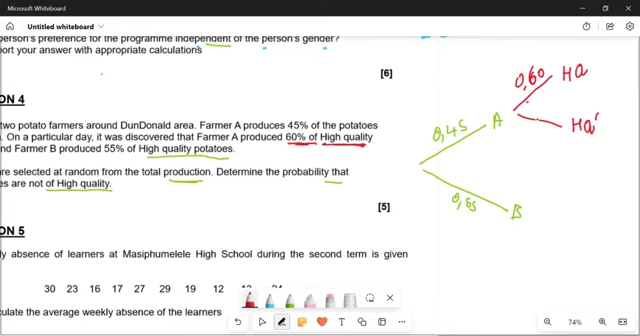 Microsoft Whiteboard
Untitled whiteboard
person's preference for the programme independent of the person's gender?
port your answer with appropriate calculations
[6]
ON 4
two potato farmers around DunDonald area. Farmer A produces 45% of the potatoes
n. On a particular day, it was discovered that Farmer A produced 60% of High quality
nd Farmer B produced 55% of High quality potatoes.
are selected at random from the total production. Determine the probability that
es are not of High quality.
[5]
ON 5
ly absence of learners at Masiphumelele High School during the second term is given
30 23 16 17 27 29 19 12
culate the average weekly absence of the learners
0,60 HQ
HQ'
0,45 A
B
74%